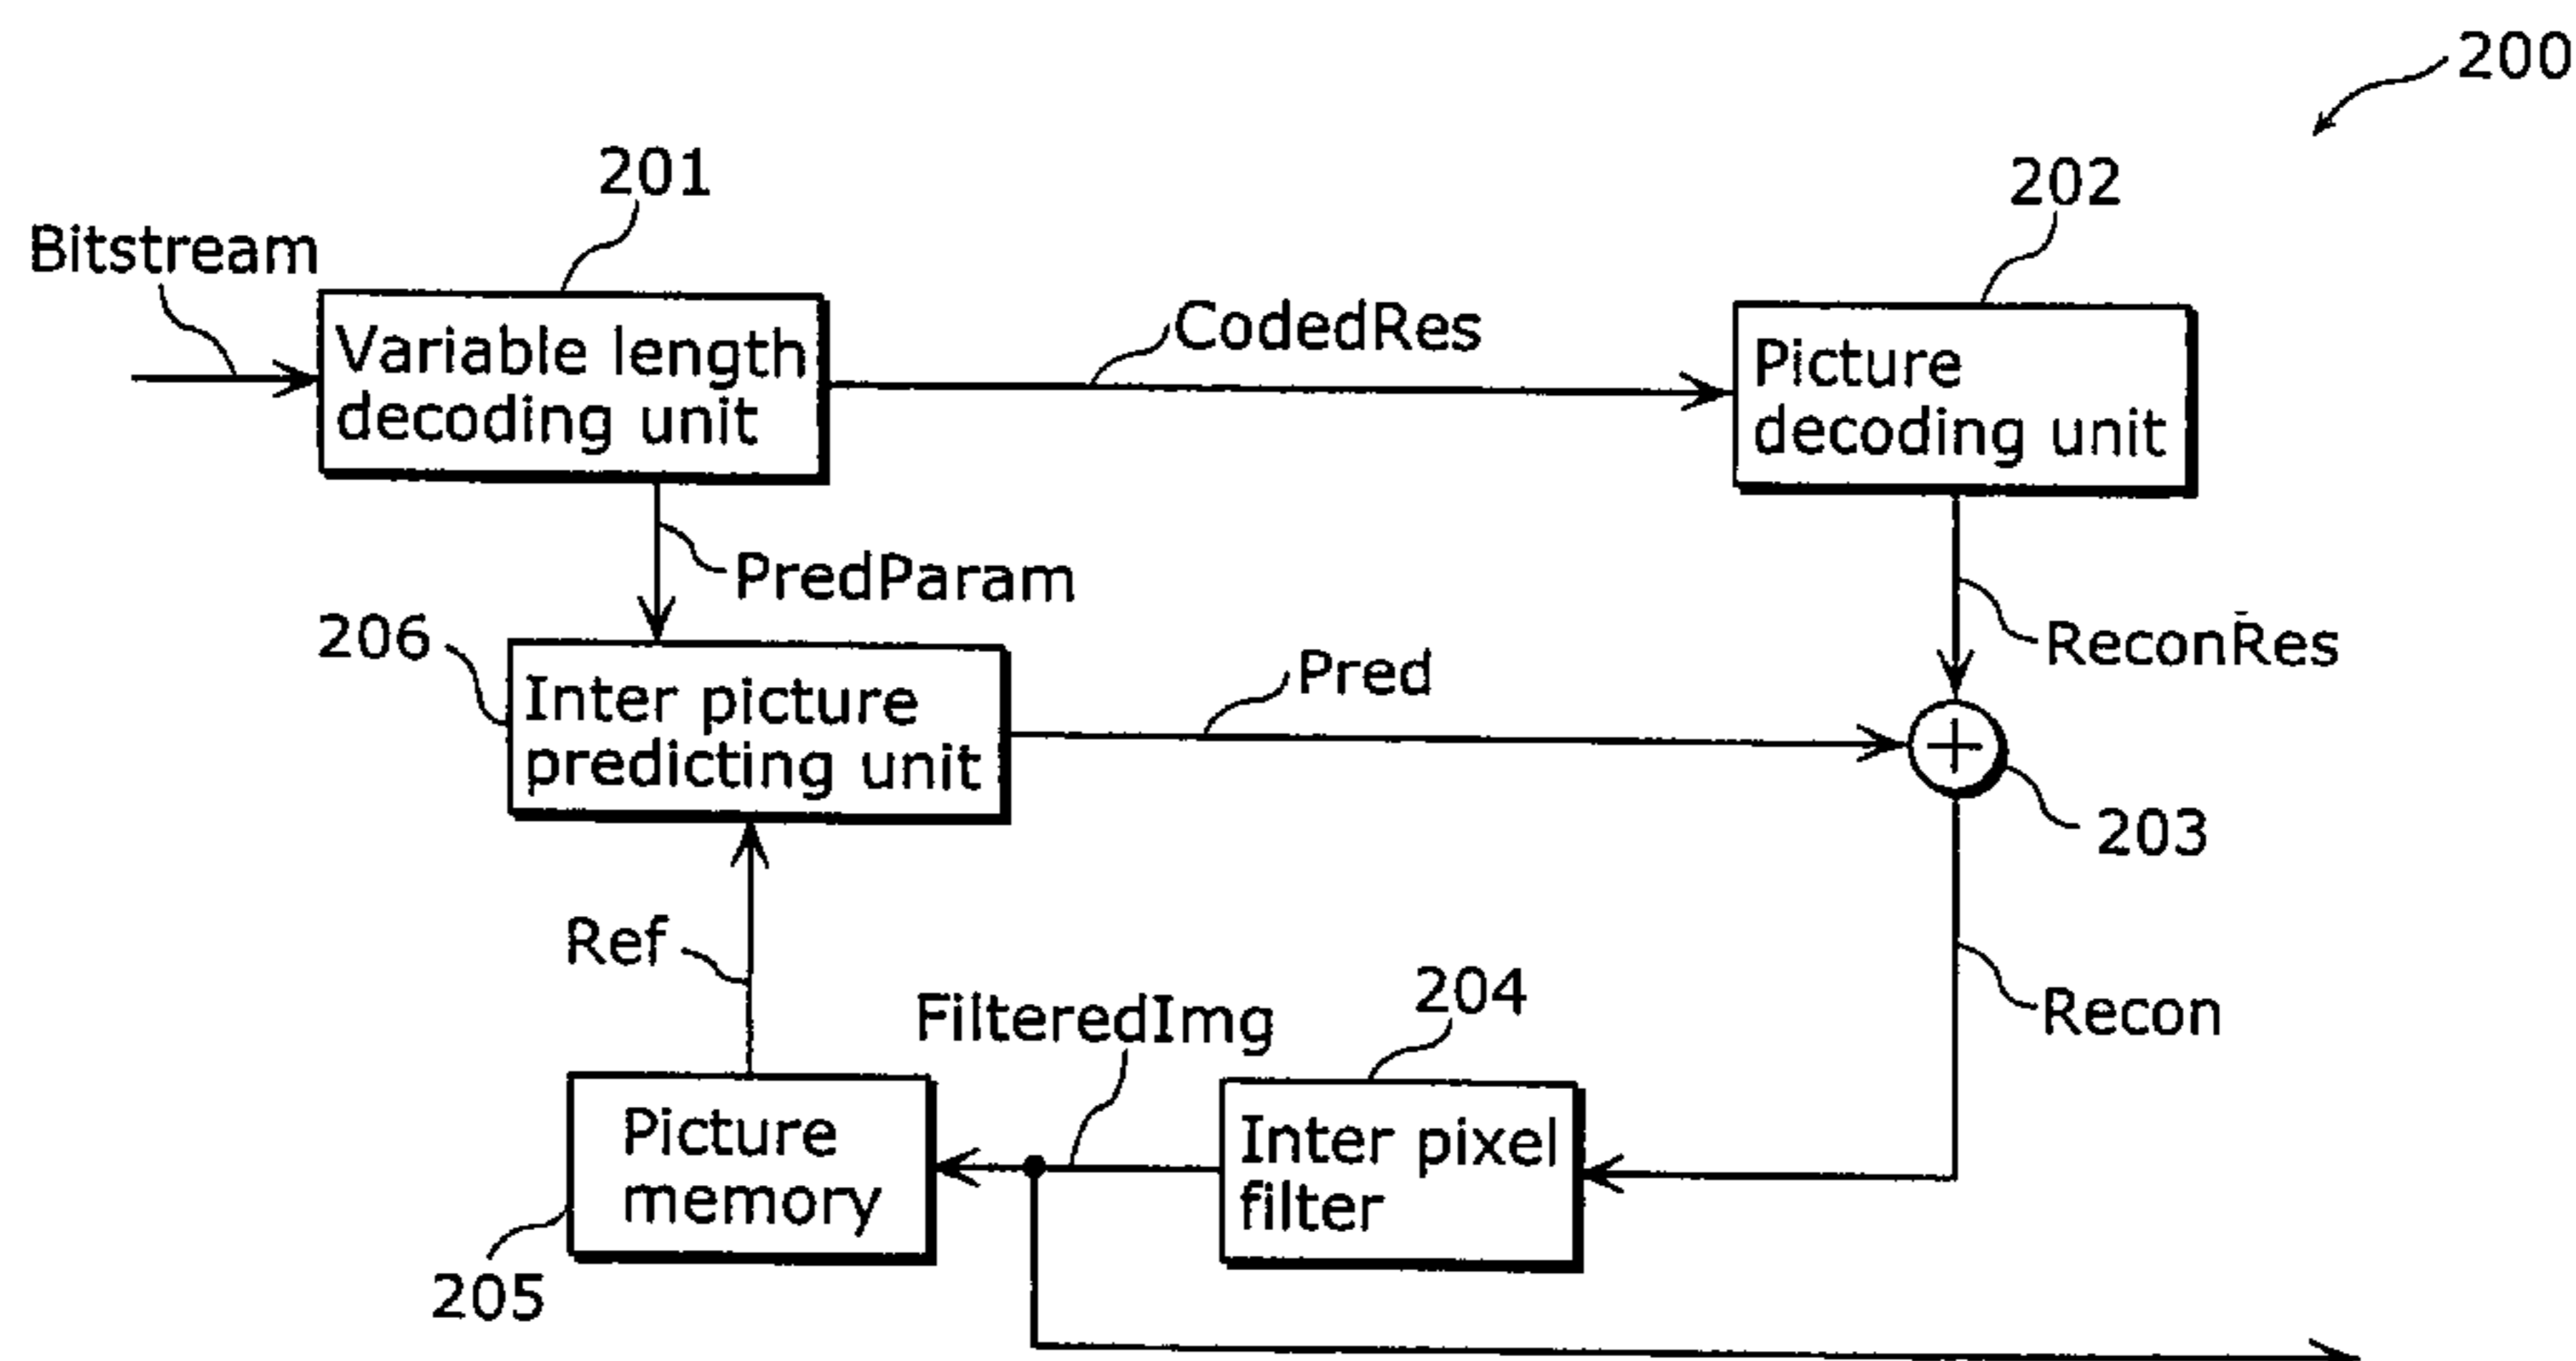 200
201
202
Bitstream
Variable length
decoding unit
CodedRes
Picture
decoding unit
PredParam
ReconRes
206
Inter picture
predicting unit
Pred
203
Ref
FilteredImg
204
Recon
Picture
memory
Inter pixel
filter
205